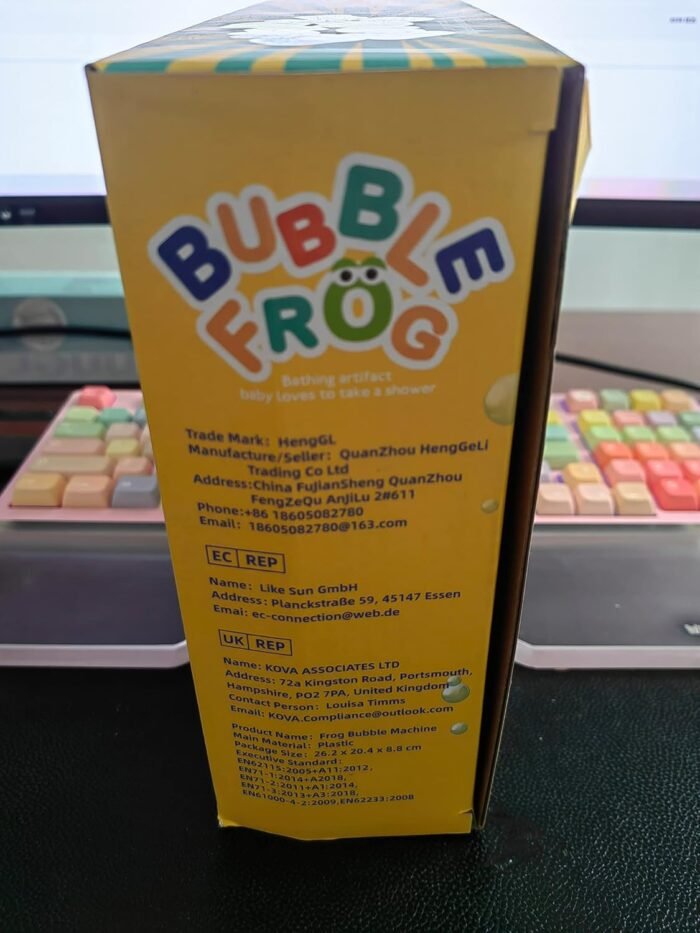 BUBBLE
FROG
Bathing artifact
baby loves to take a shower
Trade Mark: HengGL
Manufacture/Seller: QuanZhou HengGeLi
Trading Co Ltd
Address:China FuJianSheng QuanZhou
FengZeQu AnJiLu 2#611
Phone:+86 18605082780
Email: 18605082780@163.com
EC REP
Name: Like Sun GmbH
Address: Planckstraße 59, 45147 Essen
Emai: ec-connection@web.de
UK REP
Name: KOVA ASSOCIATES LTD
Address: 72a Kingston Road, Portsmouth,
Hampshire, PO2 7PA, United Kingdom
Contact Person: Louisa Timms
Email: KOVA.Compliance@outlook.com
Product Name: Frog Bubble Machine
Main Material: Plastic
Package Size: 26.2 x 20.4 x 8.8 cm
Executive Standard:
EN62115:2005+A11:2012,
EN71-1:2014+A2018,
EN71-2:2011+A1:2014,
EN71-3:2013+A3:2018,
EN61000-4-2:2009,EN62233:2008